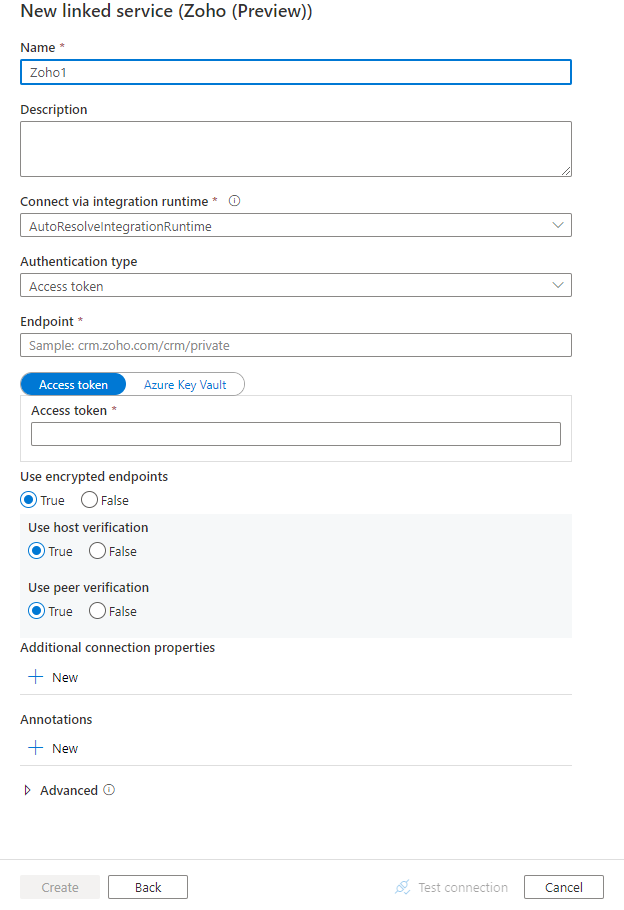 New linked service (Zoho (Preview))
Name *
Zoho1
Description
Connect via integration runtime *
AutoResolveIntegrationRuntime
Authentication type
Access token
Endpoint *
Sample: crm.zoho.com/crm/private
Access token Azure Key Vault
Access token *
Use encrypted endpoints
True False
Use host verification
True False
Use peer verification
True False
Additional connection properties
+ New
Annotations
+ New
Advanced
Create Back Test connection Cancel